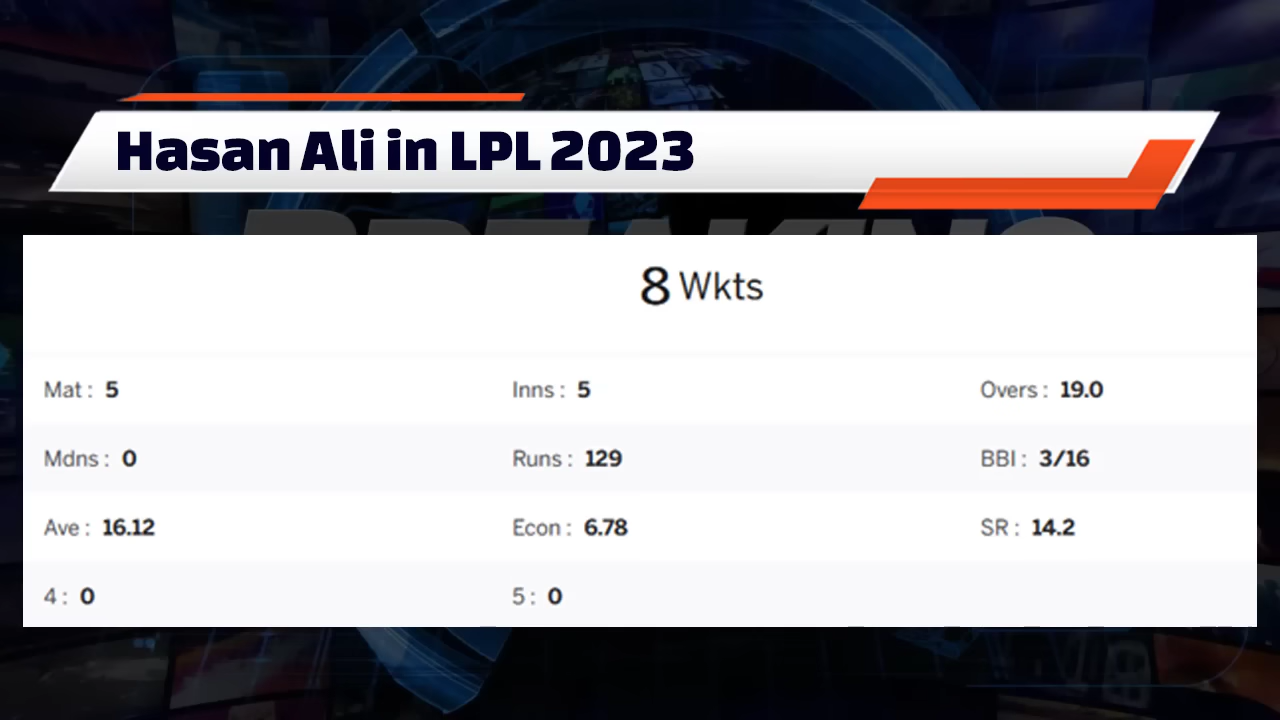 Hasan Ali in LPL 2023
8 Wkts
Mat : 5 Inns : 5 Overs : 19.0
Mdns : 0 Runs : 129 BBI : 3/16
Ave : 16.12 Econ : 6.78 SR : 14.2
4 : 0 5 : 0